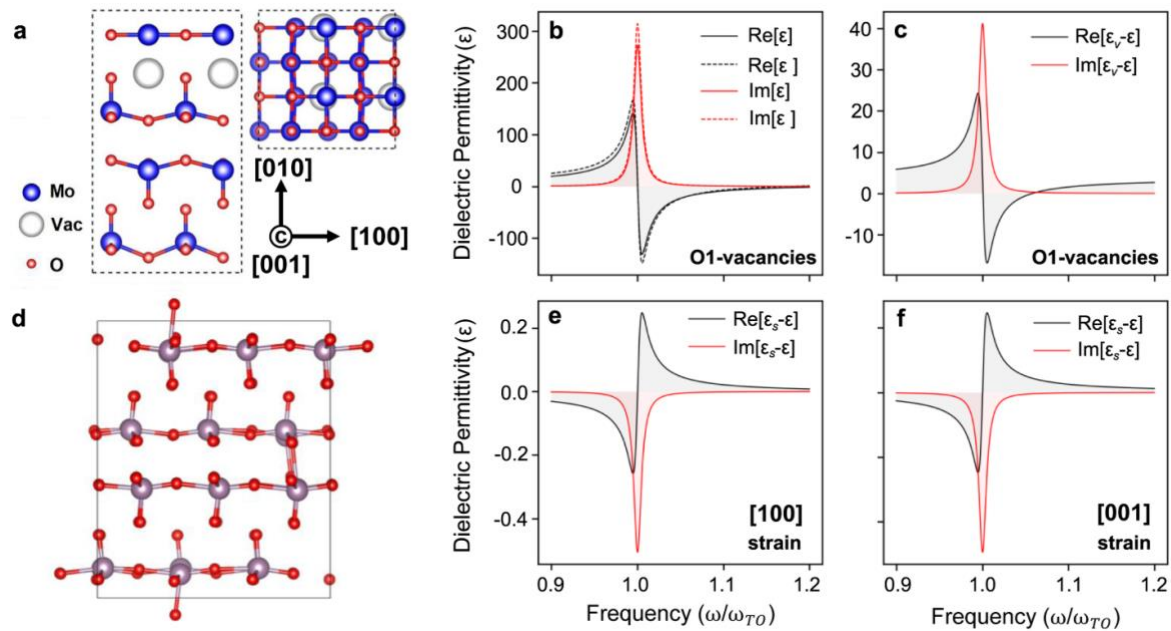 a
Mo
Vac
O
[010]
[100]
[001]
C
b
Dielectric Permittivity (ε)
300
200
100
0
-100
Re[ε]
Re[ε ]
Im[ε]
Im[ε ]
O1-vacancies
c
40
30
20
10
0
-10
Re[εᵥ-ε]
Im[εᵥ-ε]
O1-vacancies
d
e
Dielectric Permittivity (ε)
0.2
0.0
-0.2
-0.4
Re[εₛ-ε]
Im[εₛ-ε]
[100]
strain
0.9 1.0 1.1 1.2
Frequency (ω/ω_TO)
f
Re[εₛ-ε]
Im[εₛ-ε]
[001]
strain
0.9 1.0 1.1 1.2
Frequency (ω/ω_TO)